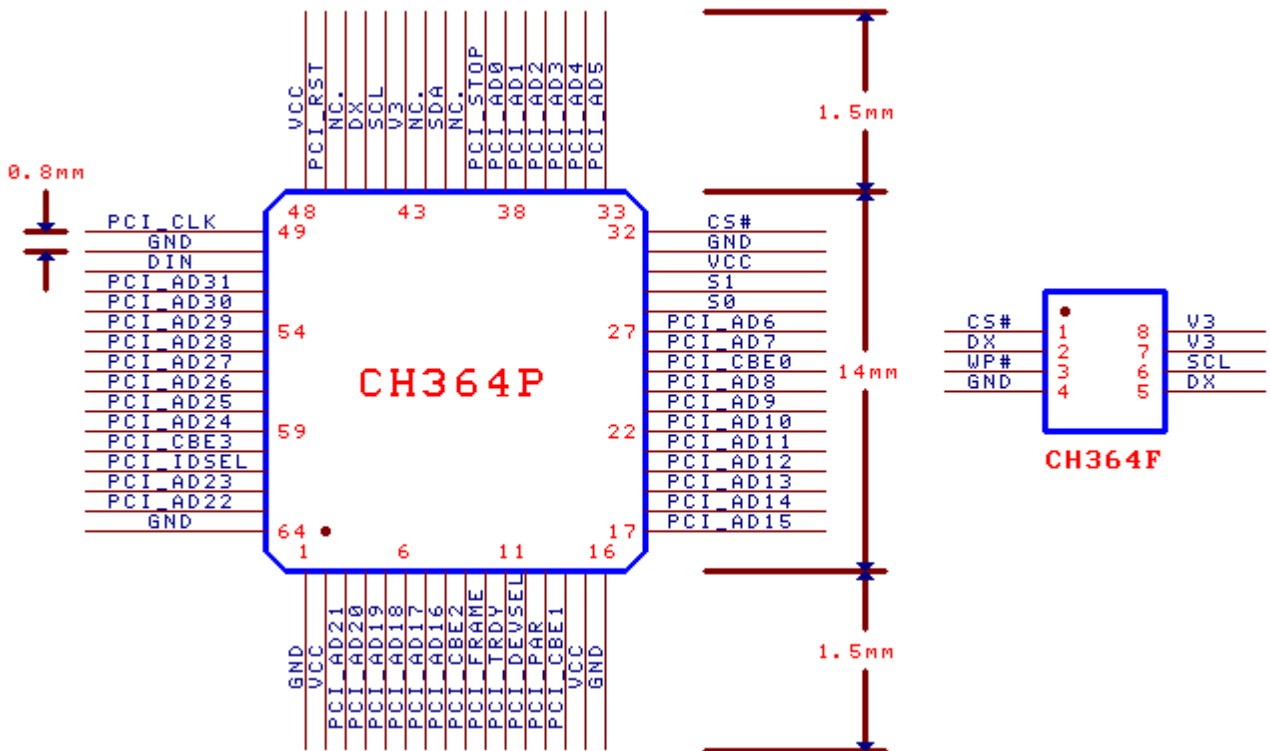 VCC
PCI_RST
NC.
DX
SCL
V3
NC.
SDA
NC.
PCI_STOP
PCI_AD0
PCI_AD1
PCI_AD2
PCI_AD3
PCI_AD4
PCI_AD5
1.5mm
0.8mm
48 43 38 33
PCI_CLK 49
GND
DIN
PCI_AD31
PCI_AD30
PCI_AD29 54
PCI_AD28
PCI_AD27
PCI_AD26
PCI_AD25
PCI_AD24 59
PCI_CBE3
PCI_IDSEL
PCI_AD23
PCI_AD22
GND 64
CH364P
32 CS#
GND
VCC
S1
S0
27 PCI_AD6
PCI_AD7
PCI_CBE0
PCI_AD8
PCI_AD9
22 PCI_AD10
PCI_AD11
PCI_AD12
PCI_AD13
PCI_AD14
17 PCI_AD15
1 6 11 16
GND
VCC
PCI_AD21
PCI_AD20
PCI_AD19
PCI_AD18
PCI_AD17
PCI_AD16
PCI_CBE2
PCI_FRAME
PCI_TRDY
PCI_DEVSEL
PCI_PAR
PCI_CBE1
VCC
GND
14mm
1.5mm
CS# 1 8 V3
DX 2 7 V3
WP# 3 6 SCL
GND 4 5 DX
CH364F